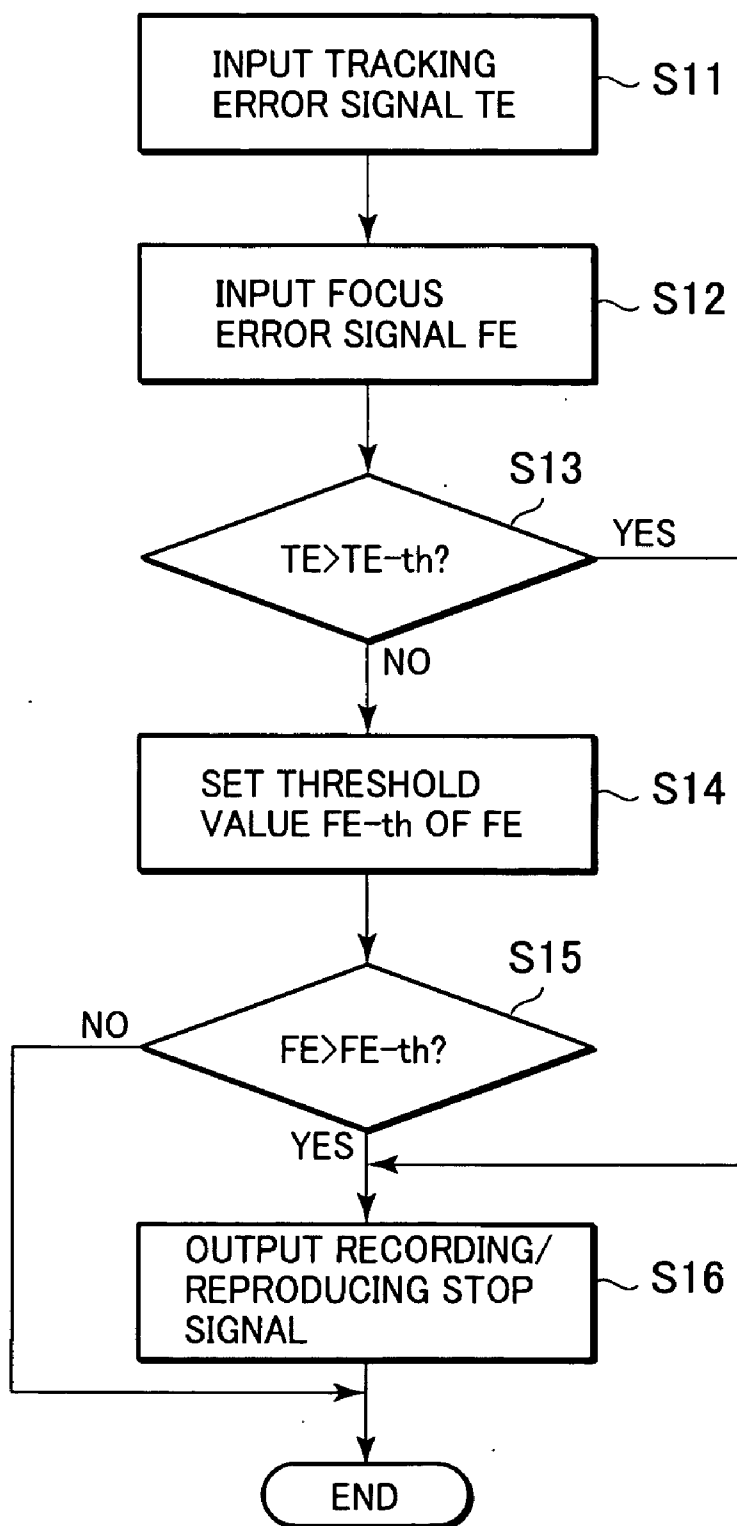 INPUT TRACKING
ERROR SIGNAL TE
S11
INPUT FOCUS
ERROR SIGNAL FE
S12
S13
TE>TE-th?
YES
NO
SET THRESHOLD
VALUE FE-th OF FE
S14
S15
NO
FE>FE-th?
YES
OUTPUT RECORDING/
REPRODUCING STOP
SIGNAL
S16
END